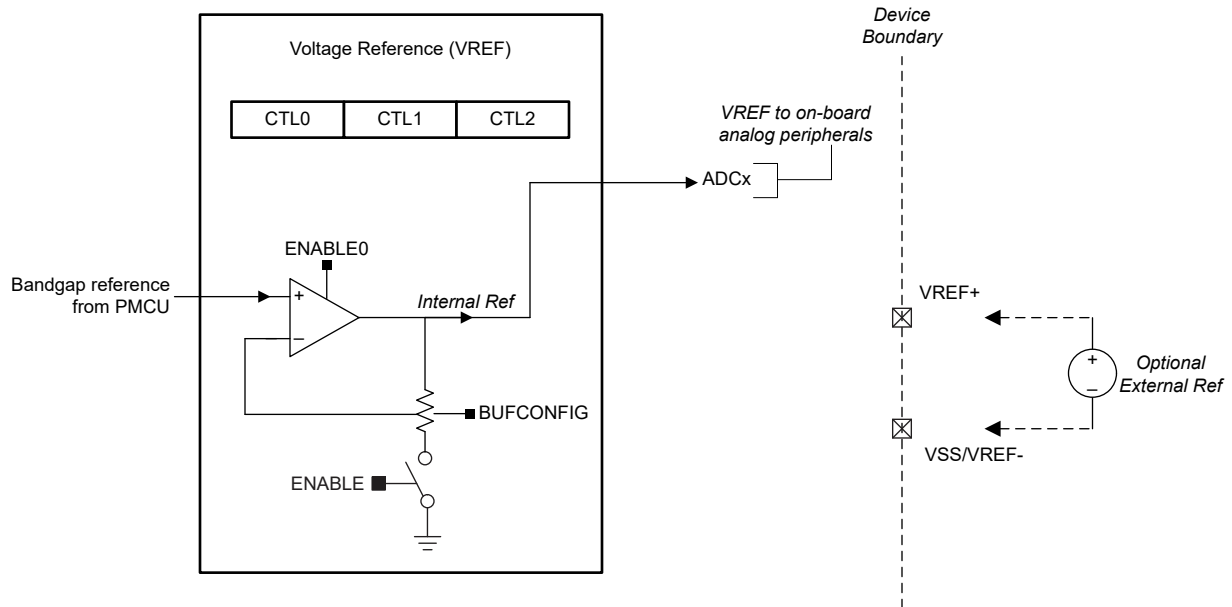 Device
Boundary
Voltage Reference (VREF)
CTL0 CTL1 CTL2
VREF to on-board
analog peripherals
ADCx
ENABLE0
Bandgap reference
from PMCU
+
−
Internal Ref
VREF+
+
−
Optional
External Ref
BUFCONFIG
VSS/VREF-
ENABLE